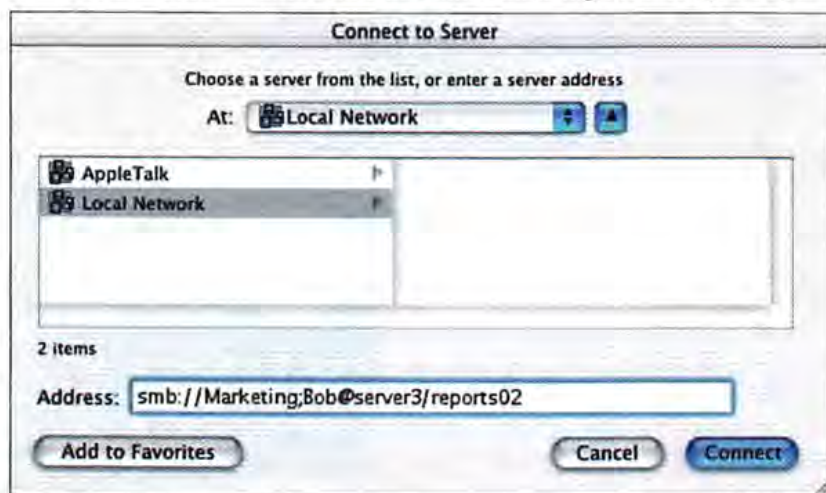 Connect to Server
Choose a server from the list, or enter a server address
At: Local Network
AppleTalk
Local Network
2 items
Address: smb://Marketing;Bob@server3/reports02
Add to Favorites
Cancel
Connect